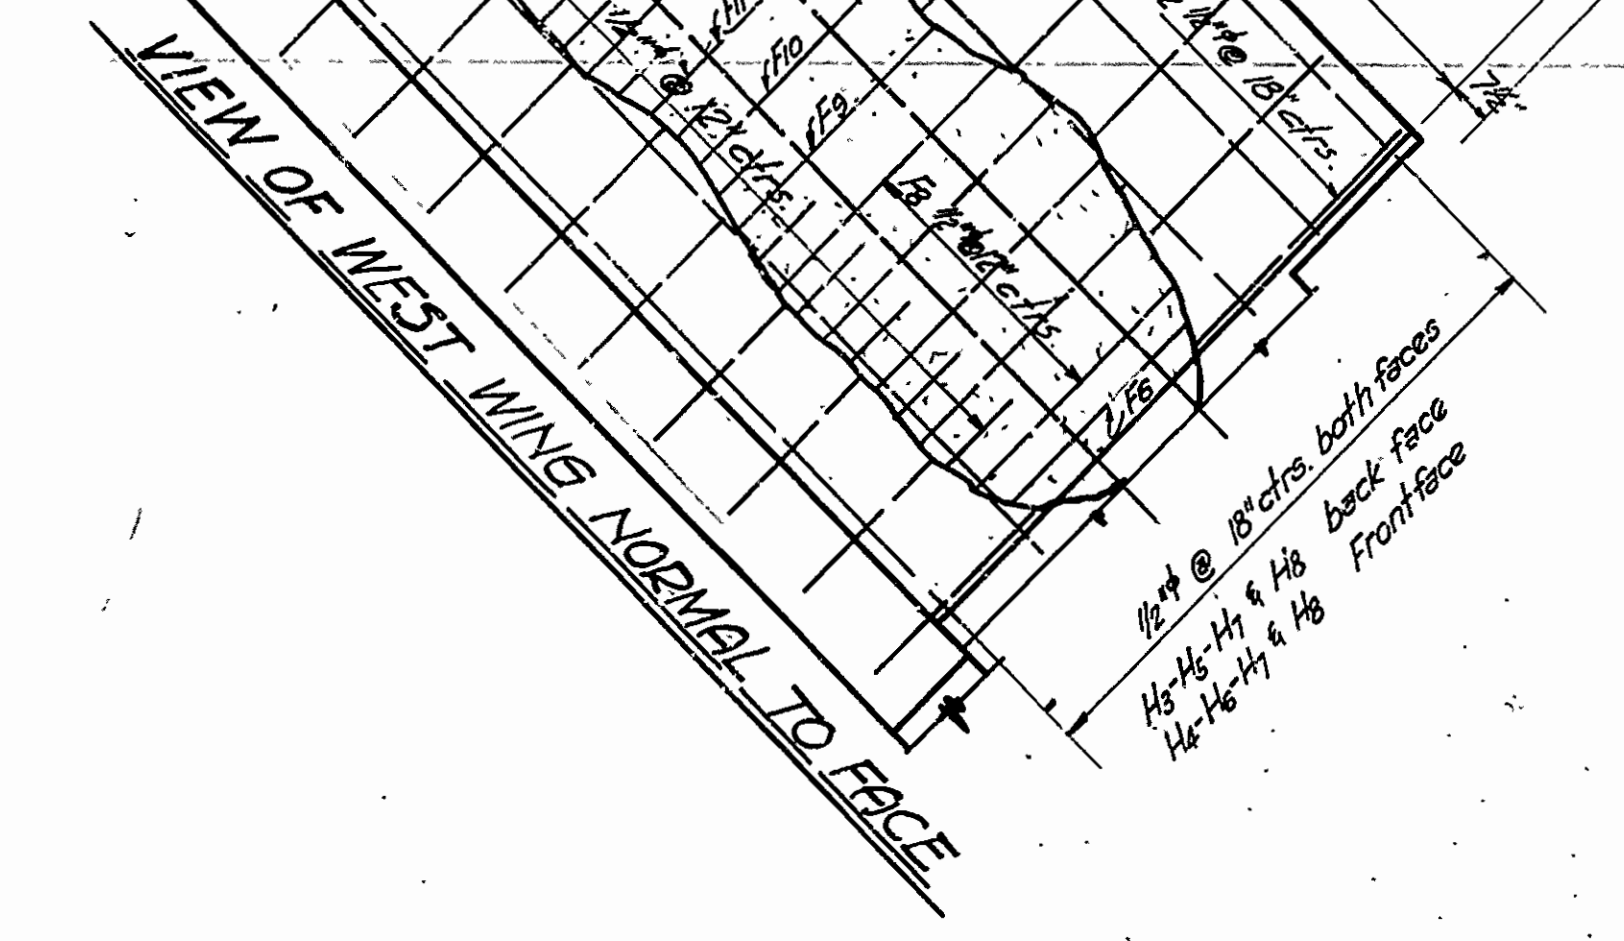 VIEW OF WEST WING NORMAL TO FACE
1/2"φ @ 12" ctrs.
F10
F9
F8 1/2"φ@12" ctrs.
F6
1/2"φ @ 18" ctrs.
1/2"φ @ 18" ctrs. both faces
H3-H5-H7 & H8 back face
H4-H6-H7 & H8 Front face